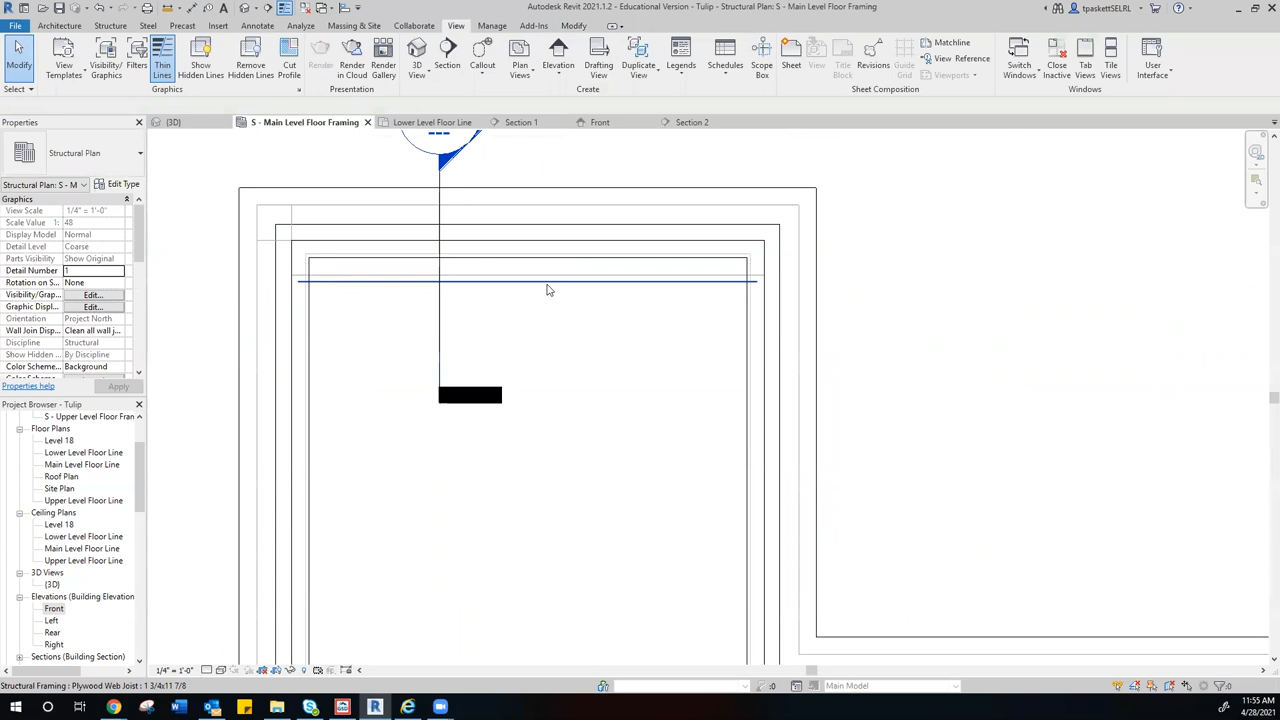 Autodesk Revit 2021.1.2 - Educational Version - Tulip - Structural Plan: S - Main Level Floor Framing
tpaskettSELRL
File Architecture Structure Steel Precast Systems Insert Annotate Analyze Massing & Site Collaborate View Manage Add-Ins Modify
Modify
View Templates
Visibility/ Graphics
Filters
Thin Lines
Show Hidden Lines
Remove Hidden Lines
Cut Profile
Render
Render in Cloud
Render Gallery
3D View
Section
Callout
Plan Views
Elevation
Drafting View
Duplicate View
Legends
Schedules
Scope Box
Sheet
View
Title Block
Revisions
Guide Grid
Matchline
View Reference
Viewports
Switch Windows
Close Inactive
Tab Views
Tile Views
User Interface
Select
Graphics
Presentation
Create
Sheet Composition
Windows
Properties
{3D}
S - Main Level Floor Framing
Lower Level Floor Line
Section 1
Front
Section 2
Structural Plan
Structural Plan: S - M
Edit Type
Graphics
View Scale 1/4" = 1'-0"
Scale Value 1: 48
Display Model Normal
Detail Level Coarse
Parts Visibility Show Original
Detail Number 1
Rotation on S... None
Visibility/Grap... Edit...
Graphic Displ... Edit...
Orientation Project North
Wall Join Disp... Clean all wall j...
Discipline Structural
Show Hidden ... By Discipline
Color Scheme... Background
Properties help
Apply
Project Browser - Tulip
S - Upper Level Floor Fran
Floor Plans
Level 18
Lower Level Floor Line
Main Level Floor Line
Roof Plan
Site Plan
Upper Level Floor Line
Ceiling Plans
Level 18
Lower Level Floor Line
Main Level Floor Line
Upper Level Floor Line
3D Views
{3D}
Elevations (Building Elevation
Front
Left
Rear
Right
Sections (Building Section)
1/4" = 1'-0"
Structural Framing : Plywood Web Joist : 1 3/4x11 7/8
:0
Main Model
:0
11:55 AM
4/28/2021